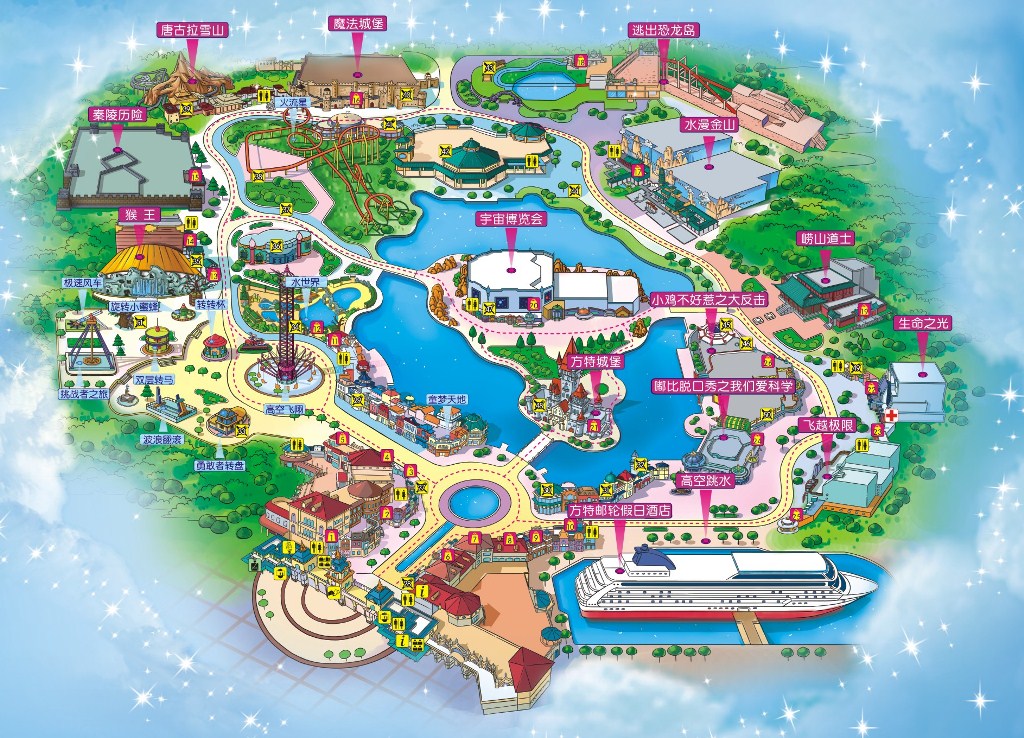 唐古拉雪山
魔法城堡
逃出恐龙岛
火流星
秦陵历险
水漫金山
猴 王
宇宙博览会
崂山道士
极速风车
水世界
旋转小蜜蜂
转转杯
小鸡不好惹之大反击
生命之光
方特城堡
双层转马
嘟比脱口秀之我们爱科学
挑战者之旅
高空飞翔
童梦天地
飞越极限
波浪翻滚
勇敢者转盘
高空跳水
方特邮轮假日酒店